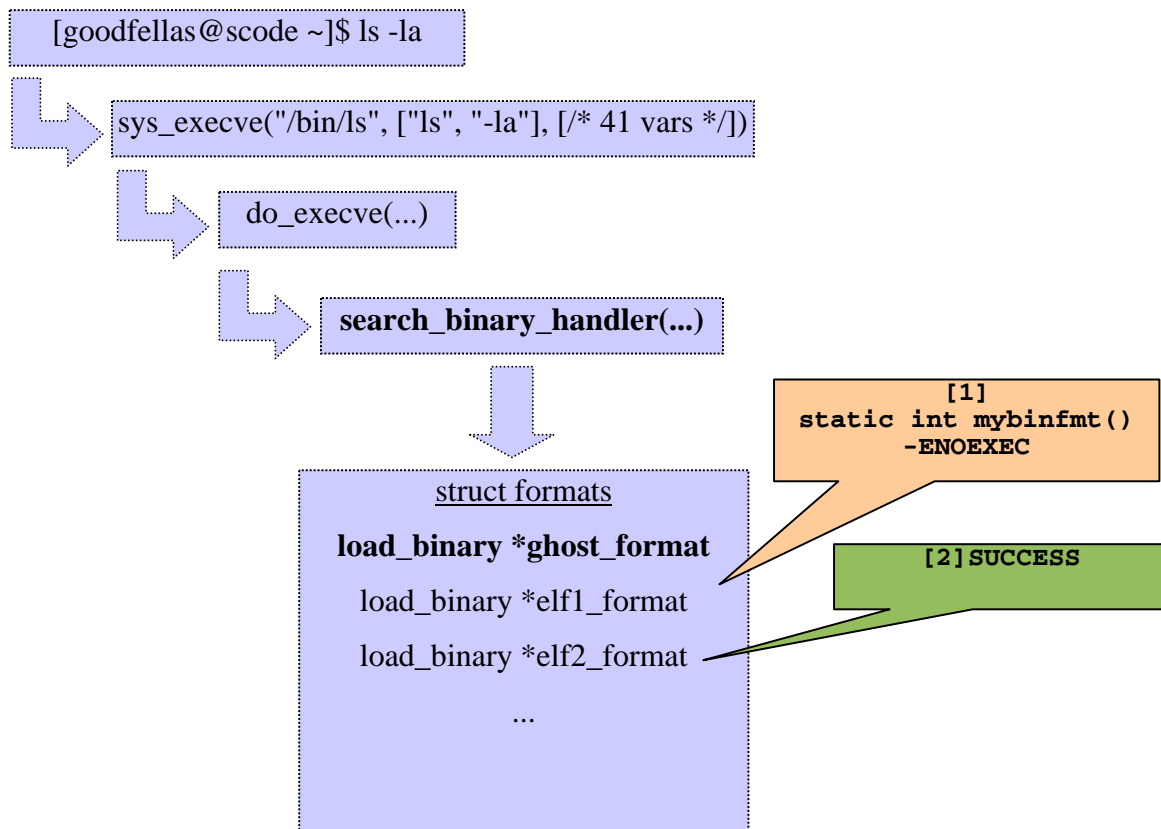 [goodfellas@scode ~]$ ls -la
sys_execve("/bin/ls", ["ls", "-la"], [/* 41 vars */])
do_execve(...)
search_binary_handler(...)
[1]
static int mybinfmt()
-ENOEXEC
struct formats
load_binary *ghost_format
[2]SUCCESS
load_binary *elf1_format
load_binary *elf2_format
...